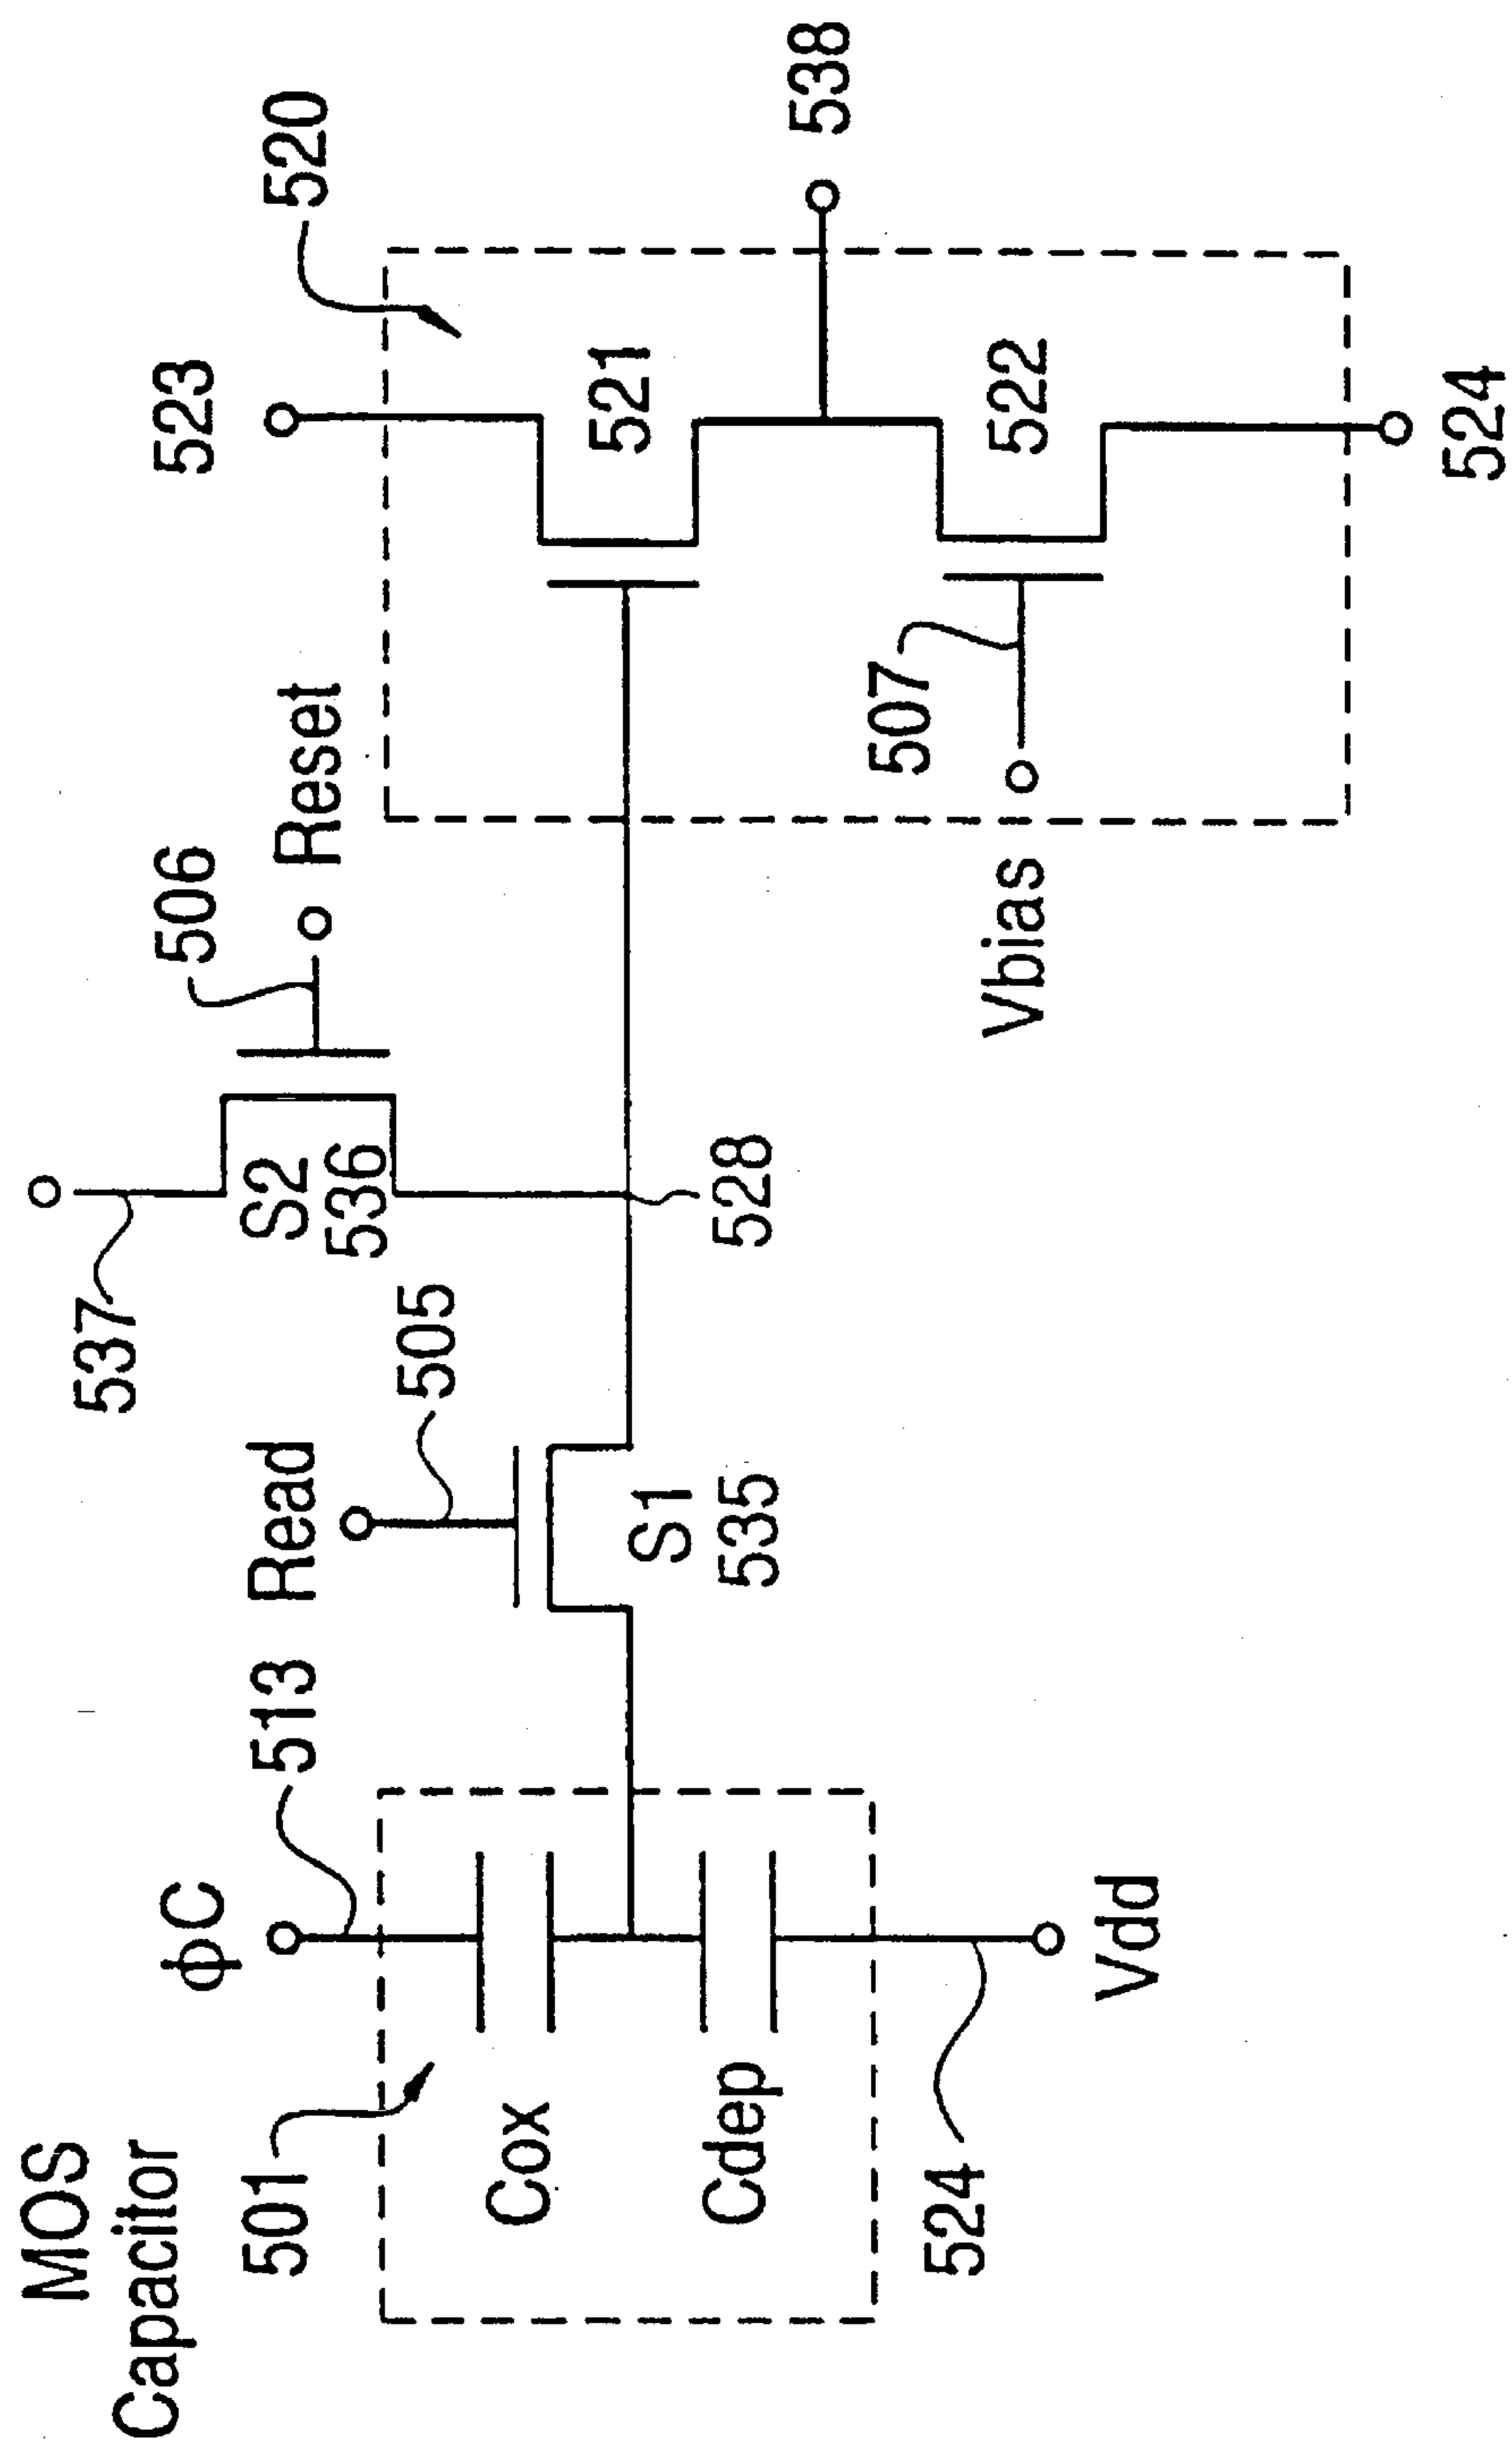 MOS
Capacitor
501
ϕC
513
Read
505
537
S2
536
506
Reset
523
520
Cox
Cdep
S1
535
528
521
538
507
522
Vbias
524
Vdd
524